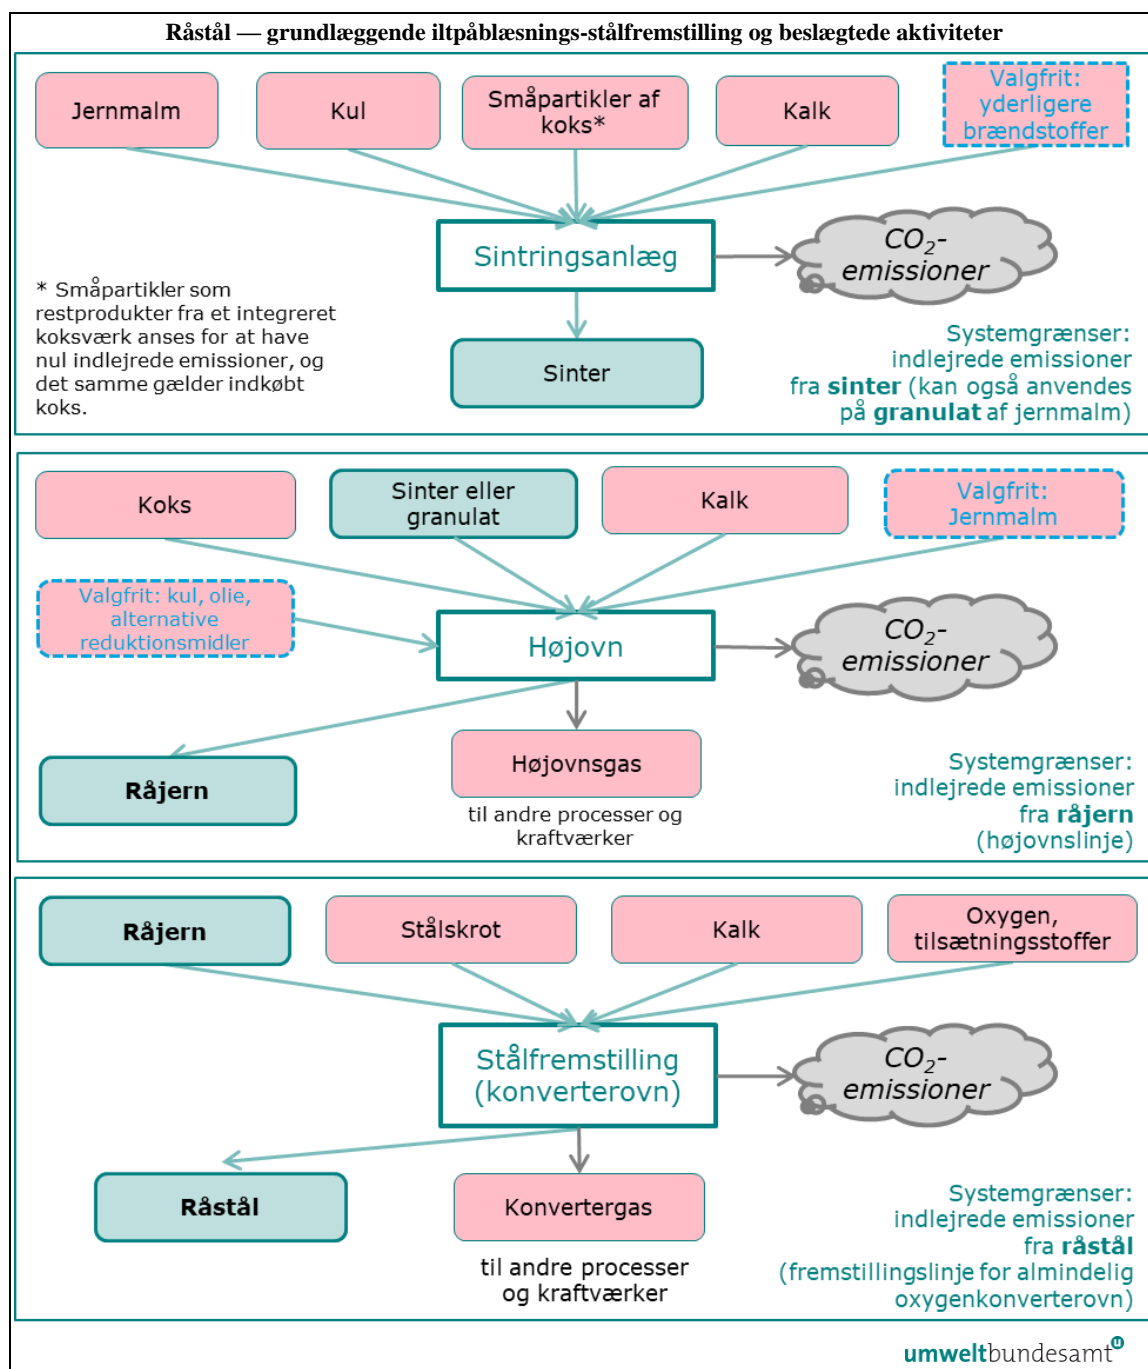 Råstål — grundlæggende iltpåblæsnings-stålfremstilling og beslægtede aktiviteter
Jernmalm
Kul
Småpartikler af
koks*
Kalk
Valgfrit:
yderligere
brændstoffer
Sintringsanlæg
CO₂-
emissioner
* Småpartikler som
restprodukter fra et integreret
koksværk anses for at have
nul indlejrede emissioner, og
det samme gælder indkøbt
koks.
Sinter
Systemgrænser:
indlejrede emissioner
fra sinter (kan også anvendes
på granulat af jernmalm)
Koks
Sinter eller
granulat
Kalk
Valgfrit:
Jernmalm
Valgfrit: kul, olie,
alternative
reduktionsmidler
Højovn
CO₂-
emissioner
Råjern
Højovnsgas
til andre processer og
kraftværker
Systemgrænser:
indlejrede emissioner
fra råjern
(højovnslinje)
Råjern
Stålskrot
Kalk
Oxygen,
tilsætningsstoffer
Stålfremstilling
(konverterovn)
CO₂-
emissioner
Råstål
Konvertergas
til andre processer
og kraftværker
Systemgrænser:
indlejrede emissioner
fra råstål
(fremstillingslinje for almindelig
oxygenkonverterovn)
umweltbundesamt
u